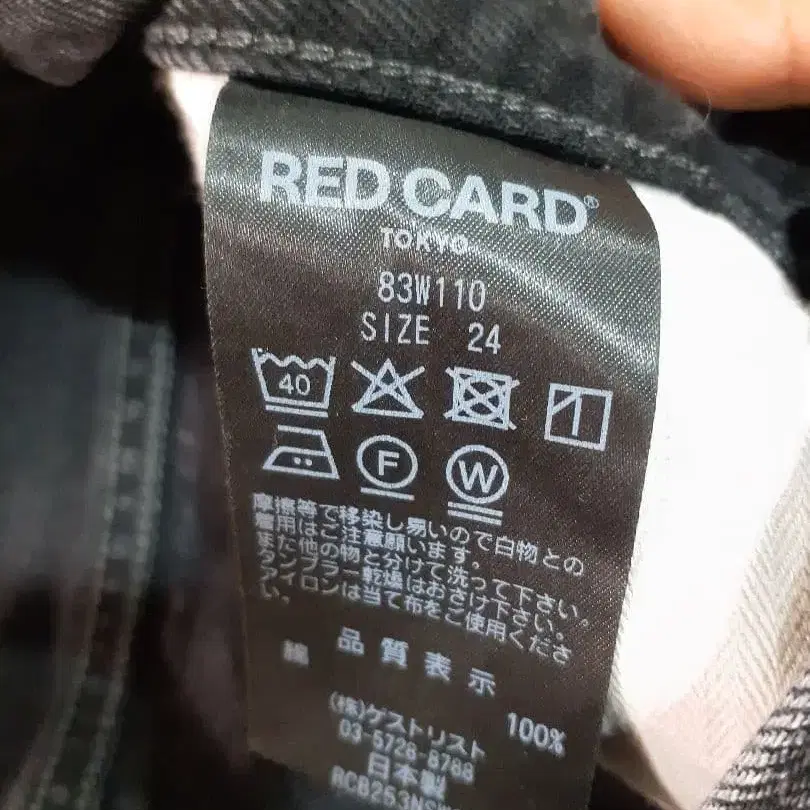 RED CARD®
TOKYO
83W110
SIZE 24
40
F W
摩擦等で移染し易いので白物との
着用はご注意願います。
また他の物と分けて洗って下さい。
タンブラー乾燥はおさけ下さい。
アイロンは当て布をご使用くださ
い。
品質表示
綿 100%
(株)ゲストリスト
03-5728-8788
日本製